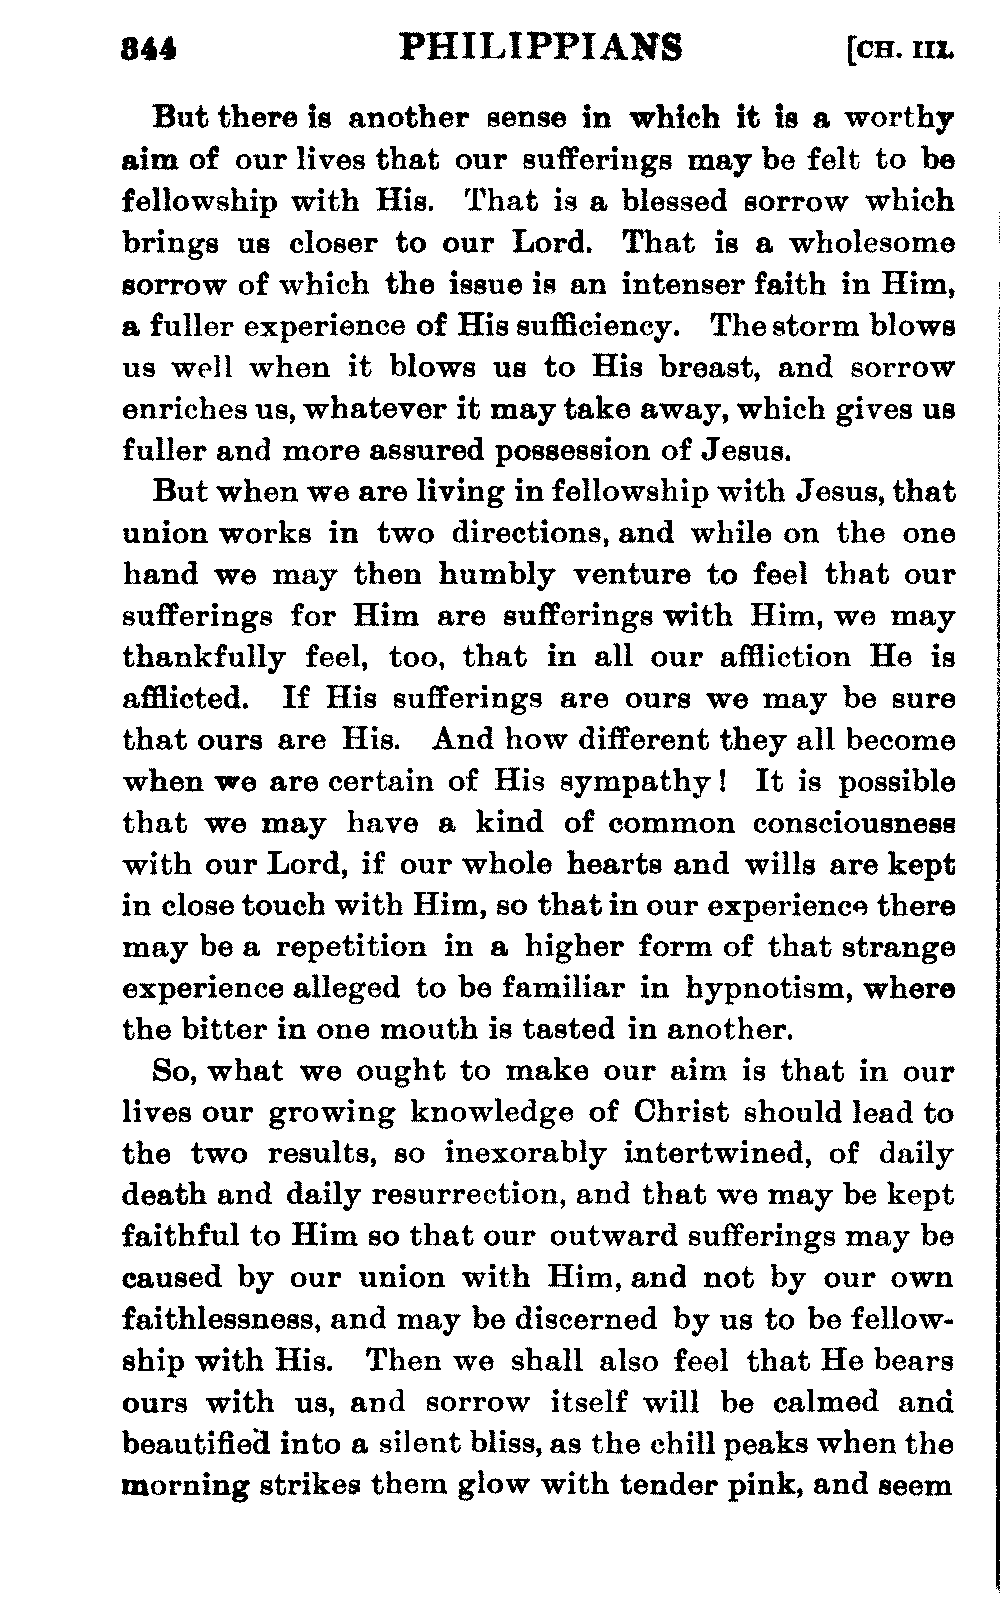 344 PHILIPPIANS [CH. III.
But there is another sense in which it is a worthy
aim of our lives that our sufferings may be felt to be
fellowship with His. That is a blessed sorrow which
brings us closer to our Lord. That is a wholesome
sorrow of which the issue is an intenser faith in Him,
a fuller experience of His sufficiency. The storm blows
us well when it blows us to His breast, and sorrow
enriches us, whatever it may take away, which gives us
fuller and more assured possession of Jesus.
But when we are living in fellowship with Jesus, that
union works in two directions, and while on the one
hand we may then humbly venture to feel that our
sufferings for Him are sufferings with Him, we may
thankfully feel, too, that in all our affliction He is
afflicted. If His sufferings are ours we may be sure
that ours are His. And how different they all become
when we are certain of His sympathy! It is possible
that we may have a kind of common consciousness
with our Lord, if our whole hearts and wills are kept
in close touch with Him, so that in our experience there
may be a repetition in a higher form of that strange
experience alleged to be familiar in hypnotism, where
the bitter in one mouth is tasted in another.
So, what we ought to make our aim is that in our
lives our growing knowledge of Christ should lead to
the two results, so inexorably intertwined, of daily
death and daily resurrection, and that we may be kept
faithful to Him so that our outward sufferings may be
caused by our union with Him, and not by our own
faithlessness, and may be discerned by us to be fellow-
ship with His. Then we shall also feel that He bears
ours with us, and sorrow itself will be calmed and
beautified into a silent bliss, as the chill peaks when the
morning strikes them glow with tender pink, and seem